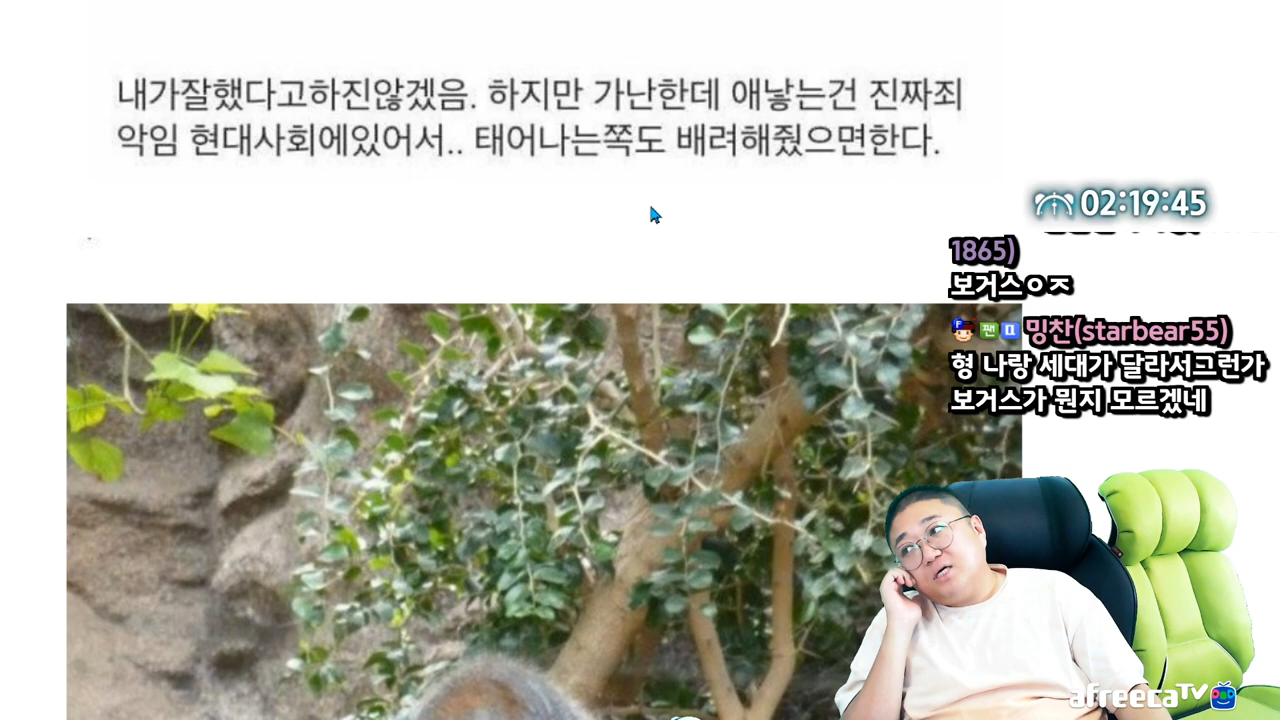 내가잘했다고하진않겠음. 하지만 가난한데 애낳는건 진짜죄
악임 현대사회에있어서.. 태어나는쪽도 배려해줬으면한다.
02:19:45
1865)
보거스ㅇㅈ
F 팬 밍찬(starbear55)
형 나랑 세대가 달라서그런가
보거스가 뭔지 모르겠네
afreecaTV